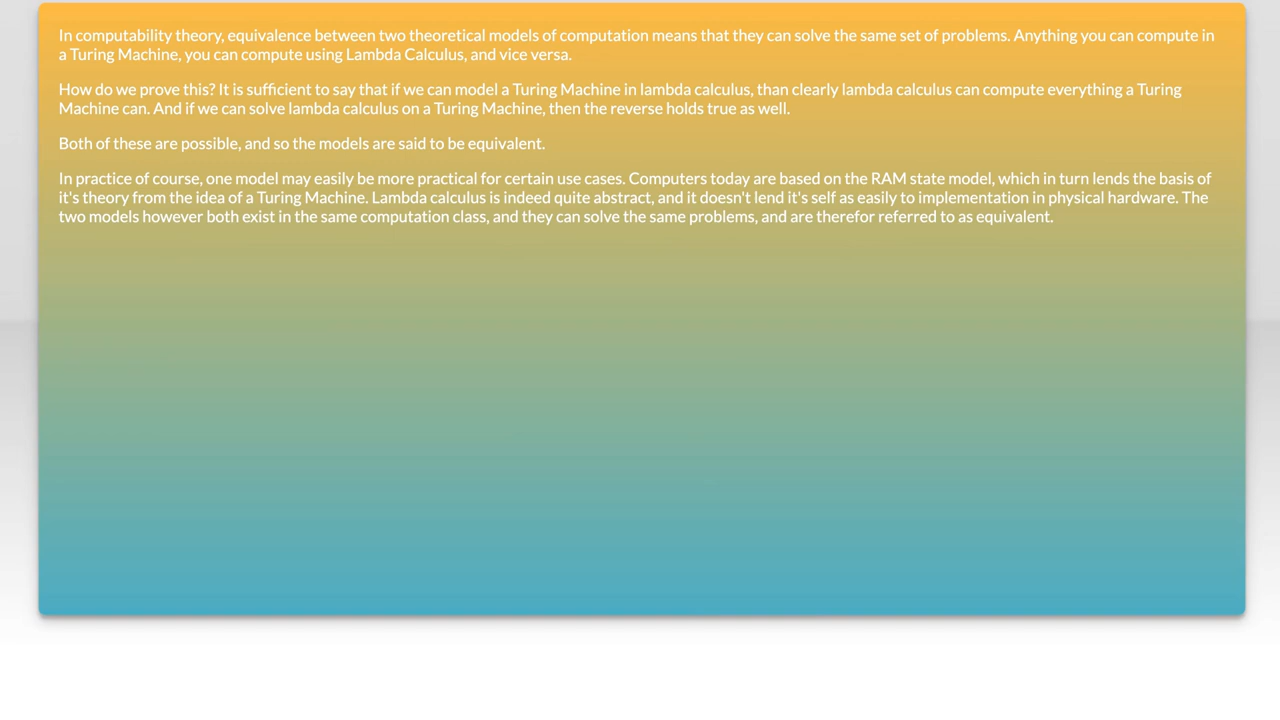 In computability theory, equivalence between two theoretical models of computation means that they can solve the same set of problems. Anything you can compute in
a Turing Machine, you can compute using Lambda Calculus, and vice versa.
How do we prove this? It is sufficient to say that if we can model a Turing Machine in lambda calculus, than clearly lambda calculus can compute everything a Turing
Machine can. And if we can solve lambda calculus on a Turing Machine, then the reverse holds true as well.
Both of these are possible, and so the models are said to be equivalent.
In practice of course, one model may easily be more practical for certain use cases. Computers today are based on the RAM state model, which in turn lends the basis of
it's theory from the idea of a Turing Machine. Lambda calculus is indeed quite abstract, and it doesn't lend it's self as easily to implementation in physical hardware. The
two models however both exist in the same computation class, and they can solve the same problems, and are therefor referred to as equivalent.